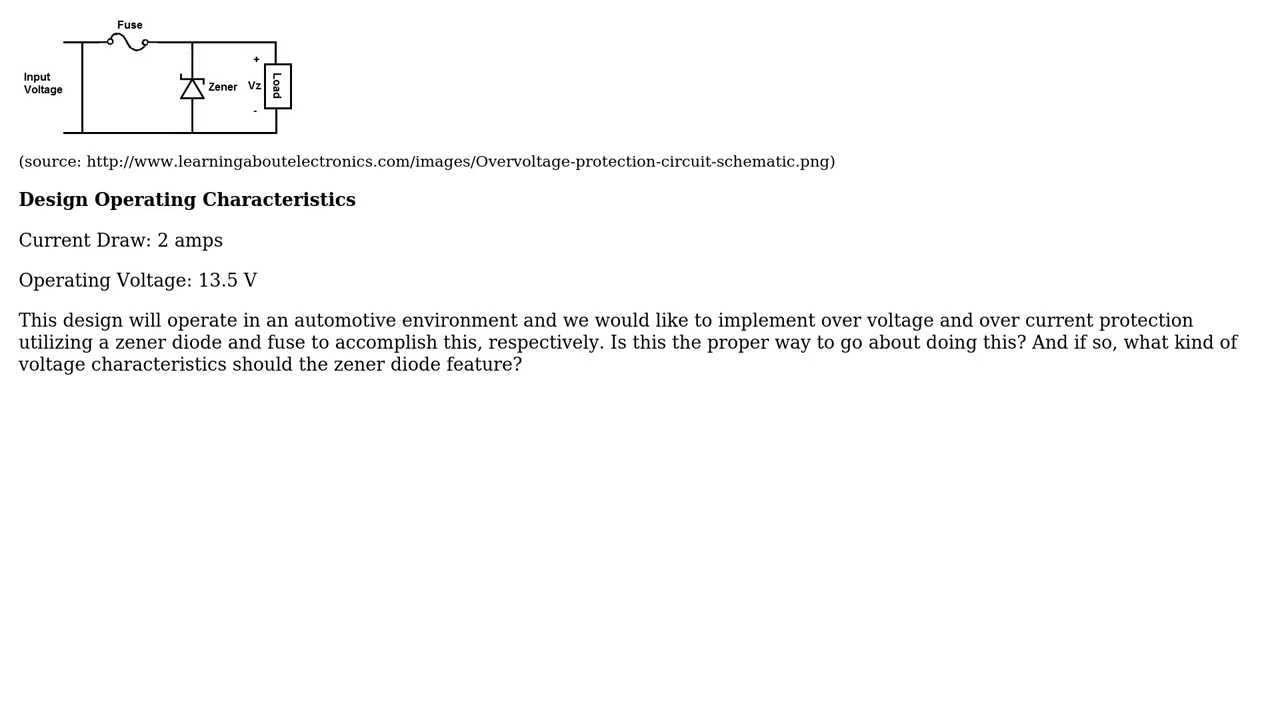 Fuse
+
Input
Voltage
Zener
Vz
Load
-
(source: http://www.learningaboutelectronics.com/images/Overvoltage-protection-circuit-schematic.png)
Design Operating Characteristics
Current Draw: 2 amps
Operating Voltage: 13.5 V
This design will operate in an automotive environment and we would like to implement over voltage and over current protection
utilizing a zener diode and fuse to accomplish this, respectively. Is this the proper way to go about doing this? And if so, what kind of
voltage characteristics should the zener diode feature?